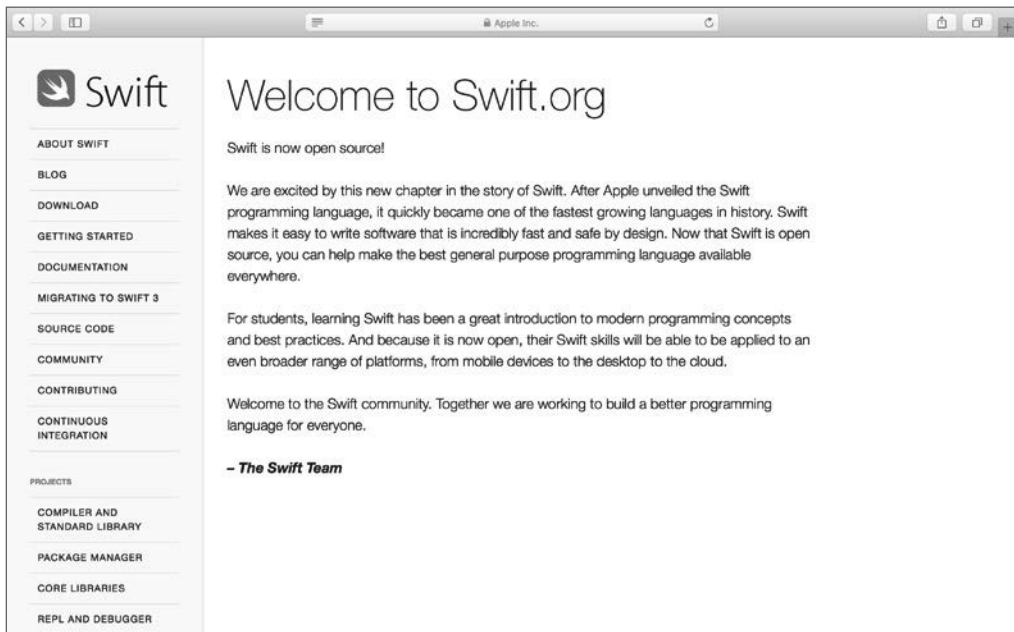 Apple Inc.
Swift
ABOUT SWIFT
BLOG
DOWNLOAD
GETTING STARTED
DOCUMENTATION
MIGRATING TO SWIFT 3
SOURCE CODE
COMMUNITY
CONTRIBUTING
CONTINUOUS
INTEGRATION
PROJECTS
COMPILER AND
STANDARD LIBRARY
PACKAGE MANAGER
CORE LIBRARIES
REPL AND DEBUGGER
Welcome to Swift.org
Swift is now open source!
We are excited by this new chapter in the story of Swift. After Apple unveiled the Swift
programming language, it quickly became one of the fastest growing languages in history. Swift
makes it easy to write software that is incredibly fast and safe by design. Now that Swift is open
source, you can help make the best general purpose programming language available
everywhere.
For students, learning Swift has been a great introduction to modern programming concepts
and best practices. And because it is now open, their Swift skills will be able to be applied to an
even broader range of platforms, from mobile devices to the desktop to the cloud.
Welcome to the Swift community. Together we are working to build a better programming
language for everyone.
– The Swift Team